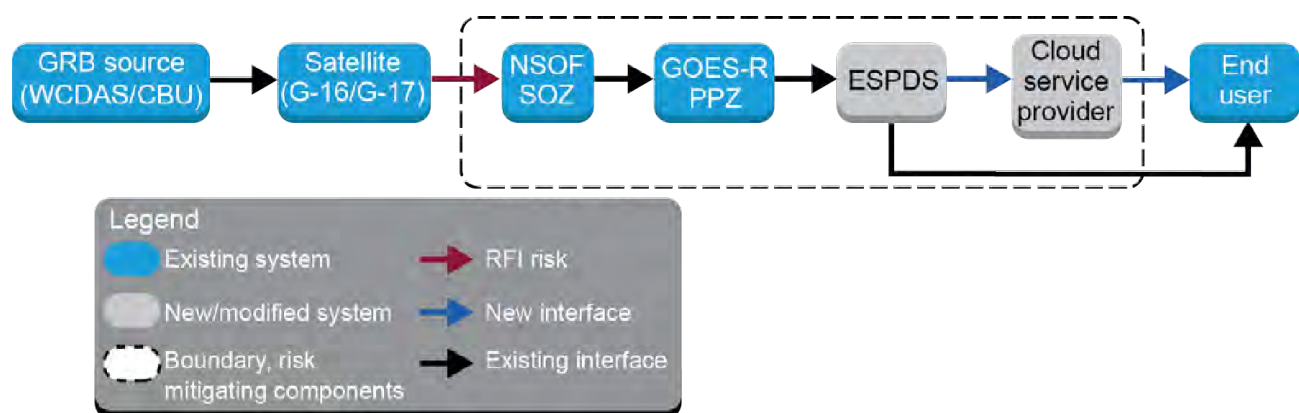 GRB source
(WCDAS/CBU)
Satellite
(G-16/G-17)
NSOF
SOZ
GOES-R
PPZ
ESPDS
Cloud
service
provider
End
user
Legend
Existing system
RFI risk
New/modified system
New interface
Boundary, risk
mitigating components
Existing interface